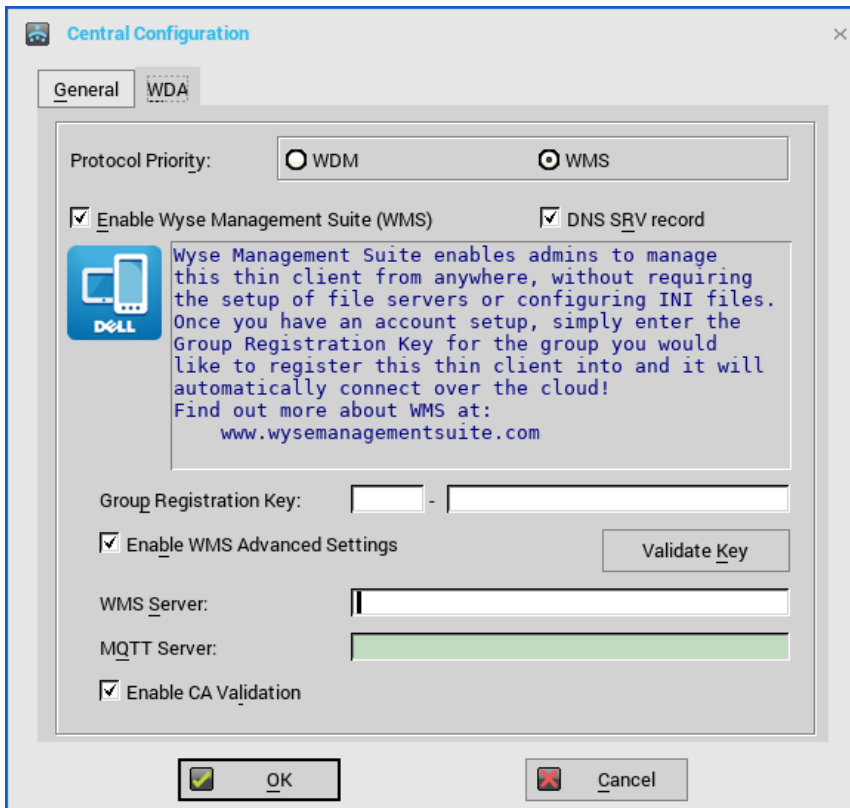 Central Configuration
General WDA
Protocol Priority: WDM WMS
Enable Wyse Management Suite (WMS) DNS SRV record
DELL
Wyse Management Suite enables admins to manage
this thin client from anywhere, without requiring
the setup of file servers or configuring INI files.
Once you have an account setup, simply enter the
Group Registration Key for the group you would
like to register this thin client into and it will
automatically connect over the cloud!
Find out more about WMS at:
www.wysemanagementsuite.com
Group Registration Key: -
Enable WMS Advanced Settings
Validate Key
WMS Server:
MQTT Server:
Enable CA Validation
OK Cancel